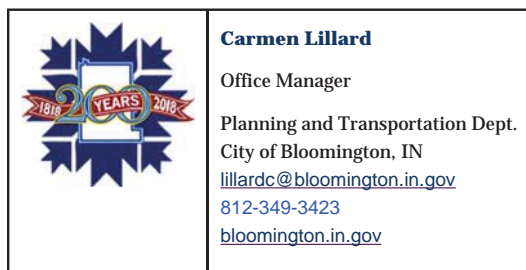 1818 200 YEARS 2018
Carmen Lillard
Office Manager
Planning and Transportation Dept.
City of Bloomington, IN
lillardc@bloomington.in.gov
812-349-3423
bloomington.in.gov